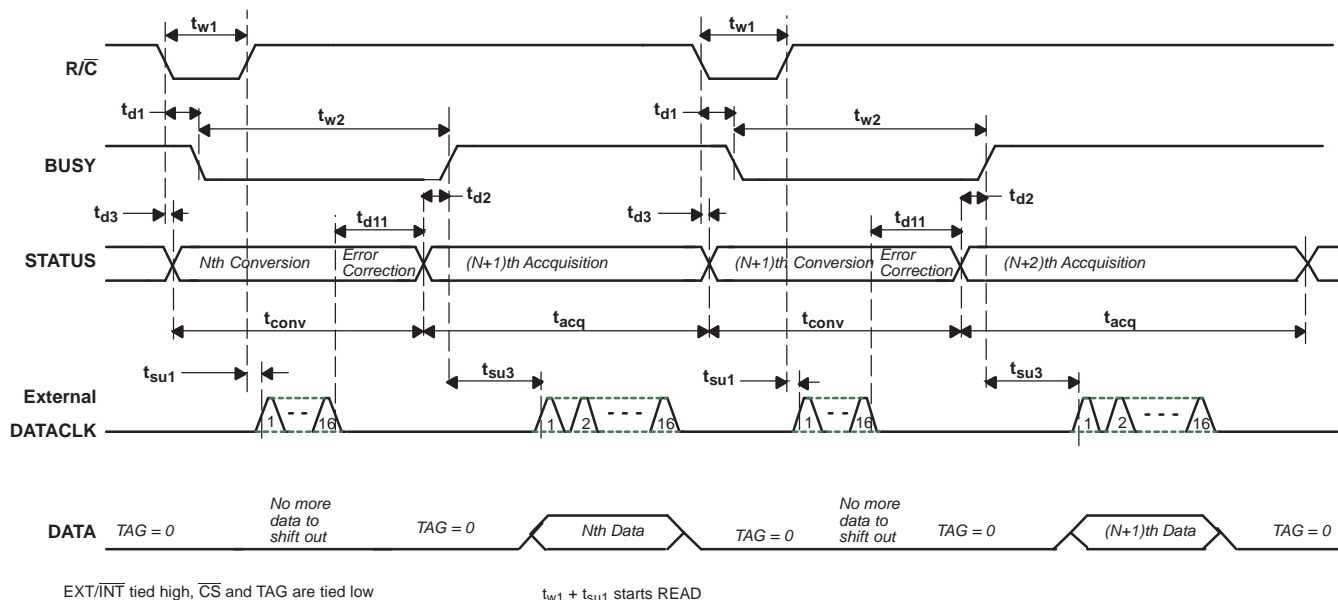 tw1 tw1
R/C
td1 tw2 td1 tw2
BUSY
td2 td2
td3 td11 td3 td11
STATUS Nth Conversion Error Correction (N+1)th Accquisition (N+1)th Conversion Error Correction (N+2)th Accquisition
tconv tacq tconv tacq
tsu1 tsu3 tsu1 tsu3
External
DATACLK
1 - - 16 1 2 - - - 16 1 - - 16 1 2 - - - 16
DATA TAG = 0 No more data to shift out TAG = 0 Nth Data TAG = 0 No more data to shift out TAG = 0 (N+1)th Data TAG = 0
EXT/INT tied high, CS and TAG are tied low tw1 + tsu1 starts READ